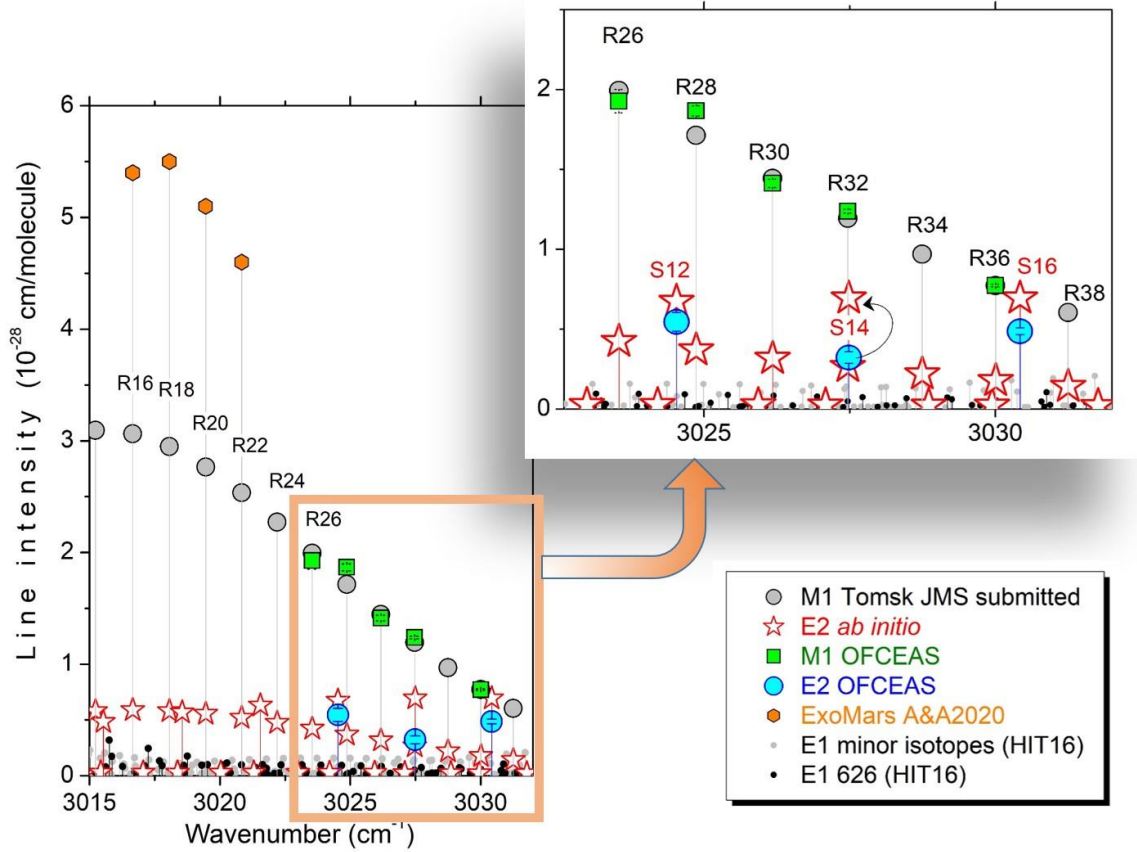 R26
2
R28
R30
R32
R34
1
S12
R36
S16
R38
S14
0
3025
3030
6
5
4
R16
R18
3
R20
R22
R24
2
R26
1
0
3015
3020
3025
3030
Line intensity (10⁻²⁸ cm/molecule)
Wavenumber (cm⁻¹)
M1 Tomsk JMS submitted
E2 ab initio
M1 OFCEAS
E2 OFCEAS
ExoMars A&A2020
E1 minor isotopes (HIT16)
E1 626 (HIT16)